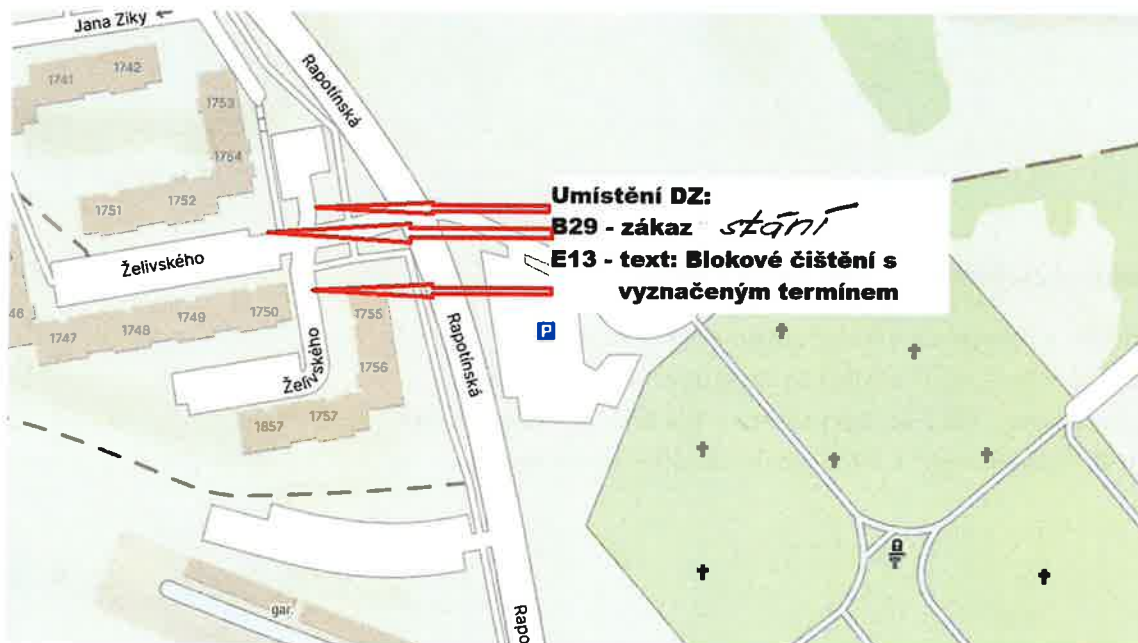 Jana Ziky
1741
1742
1753
1754
Rapotínská
1751
1752
Umístění DZ:
B29 - zákaz stání
E13 - text: Blokové čištění s
vyznačeným termínem
Želivského
46
1747
1748
1749
1750
1755
1756
Želivského
Rapotínská
P
1857
1757
gar.
Rapo